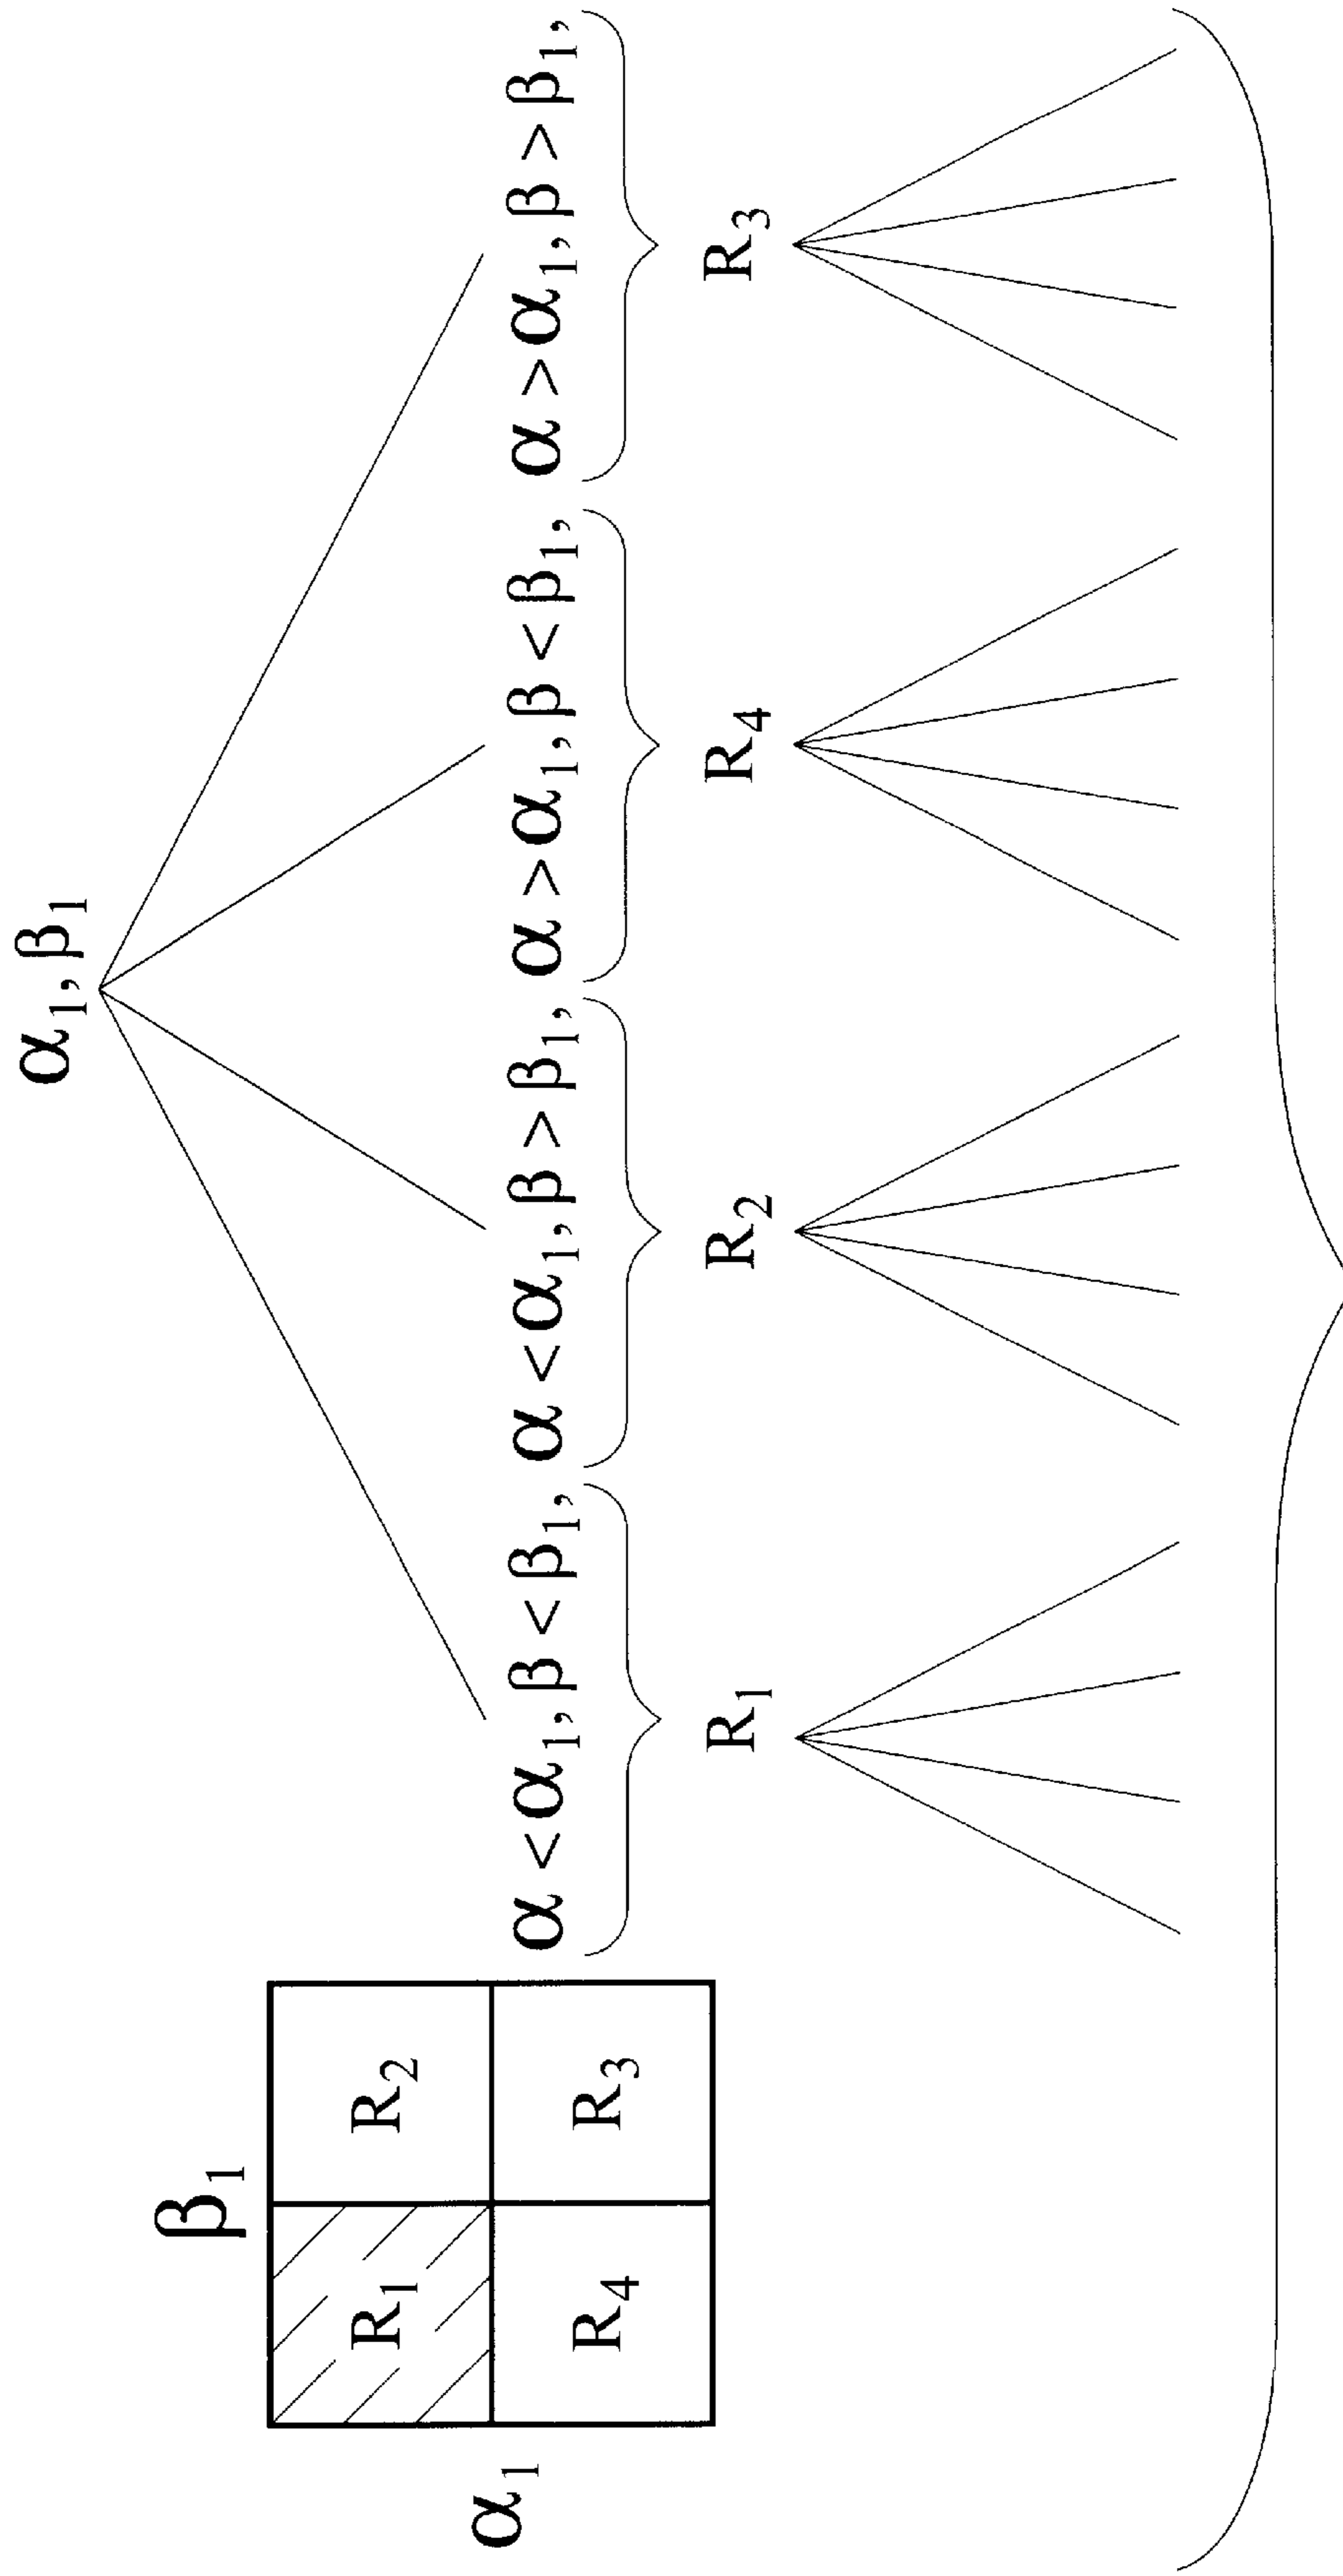 α₁, β₁
β₁
R₁ R₂
α₁
R₄ R₃
α < α₁, β < β₁, α < α₁, β > β₁, α > α₁, β < β₁, α > α₁, β > β₁,
R₁ R₂ R₄ R₃